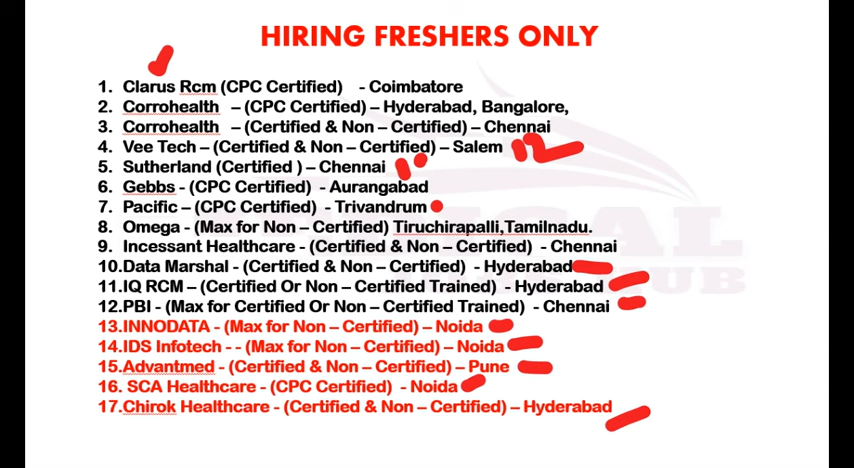 HIRING FRESHERS ONLY
1. Clarus Rcm (CPC Certified) - Coimbatore
2. Corrohealth – (CPC Certified) – Hyderabad, Bangalore,
3. Corrohealth – (Certified & Non – Certified) – Chennai
4. Vee Tech – (Certified & Non – Certified) – Salem
5. Sutherland (Certified ) – Chennai
6. Gebbs - (CPC Certified) - Aurangabad
7. Pacific – (CPC Certified) - Trivandrum
8. Omega - (Max for Non – Certified) Tiruchirapalli,Tamilnadu.
9. Incessant Healthcare - (Certified & Non – Certified) - Chennai
10.Data Marshal - (Certified & Non – Certified) - Hyderabad
11.IQ RCM – (Certified Or Non – Certified Trained) - Hyderabad
12.PBI - (Max for Certified Or Non – Certified Trained) - Chennai
13.INNODATA - (Max for Non – Certified) – Noida
14.IDS Infotech - - (Max for Non – Certified) – Noida
15.Advantmed - (Certified & Non – Certified) – Pune
16. SCA Healthcare - (CPC Certified) - Noida
17.Chirok Healthcare - (Certified & Non – Certified) – Hyderabad